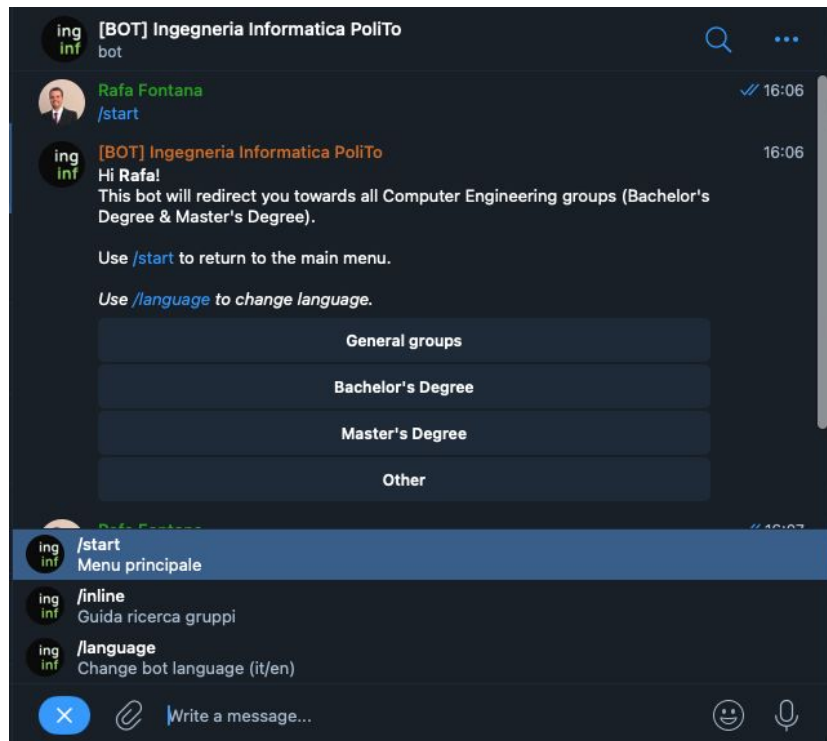 ing
inf
[BOT] Ingegneria Informatica PoliTo
bot
Rafa Fontana
16:06
/start
ing
inf
[BOT] Ingegneria Informatica PoliTo
16:06
Hi Rafa!
This bot will redirect you towards all Computer Engineering groups (Bachelor's
Degree & Master's Degree).
Use /start to return to the main menu.
Use /language to change language.
General groups
Bachelor's Degree
Master's Degree
Other
Rafa Fontana
16:07
ing
inf
/start
Menu principale
ing
inf
/inline
Guida ricerca gruppi
ing
inf
/language
Change bot language (it/en)
Write a message...